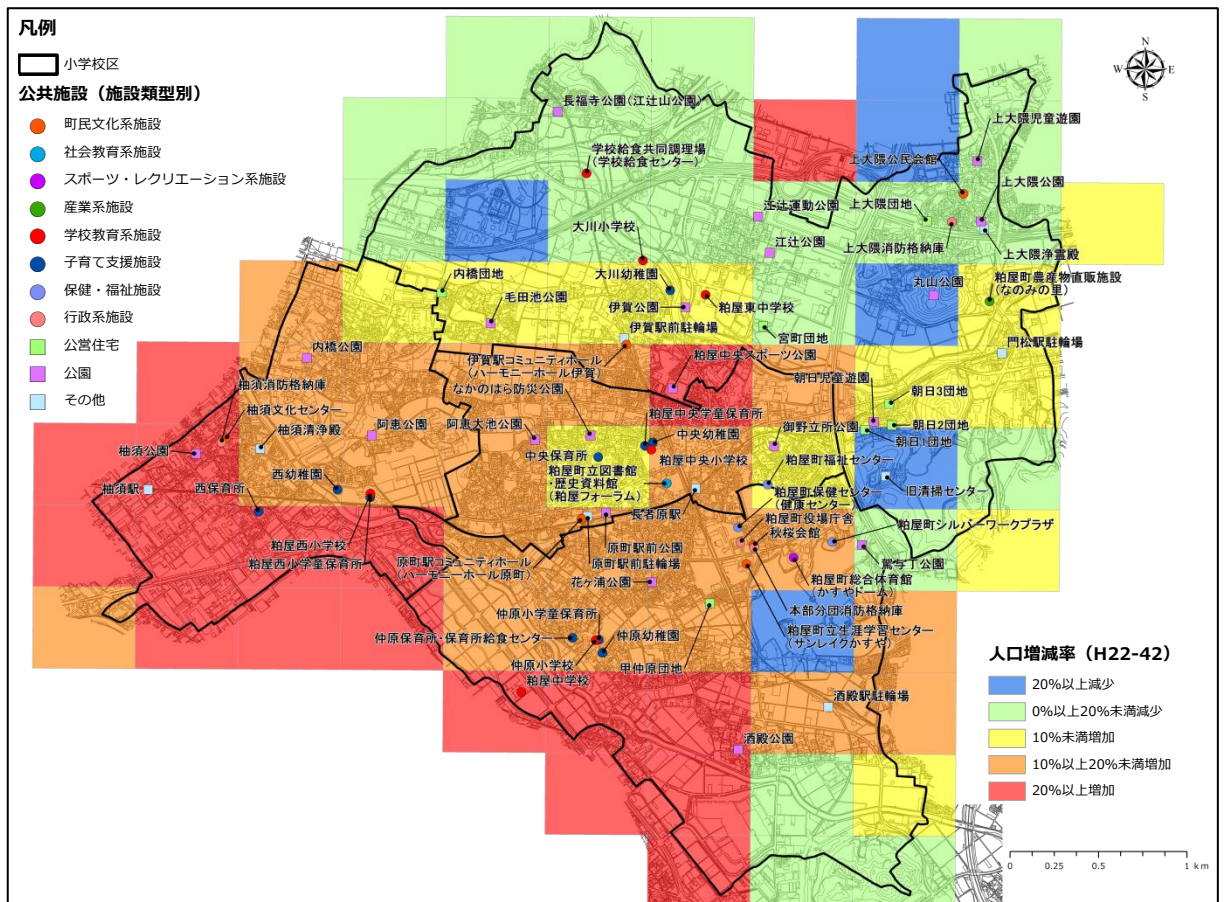 凡例
小学校区
公共施設（施設類型別）
町民文化系施設
社会教育系施設
スポーツ・レクリエーション系施設
産業系施設
学校教育系施設
子育て支援施設
保健・福祉施設
行政系施設
公営住宅
公園
その他
N
W
E
S
長福寺公園（江辻山公園）
学校給食共同調理場
（学校給食センター）
上大隈児童遊園
上大隈公民会館
上大隈公園
上大隈団地
江辻運動公園
大川小学校
江辻公園
上大隈消防格納庫
上大隈浄霊殿
内橋団地
大川幼稚園
丸山公園
粕屋町農産物直販施設
（なのみの里）
毛田池公園
伊賀公園
粕屋東中学校
伊賀駅前駐輪場
宮町団地
門松駅駐輪場
内橋公園
伊賀駅コミュニティホール
（ハーモニーホール伊賀）
粕屋中央スポーツ公園
朝日児童遊園
柚須消防格納庫
なかのはら防災公園
朝日3団地
柚須文化センター
粕屋中央学童保育所
柚須清浄殿
阿恵公園
阿恵大池公園
中央幼稚園
御野立所公園
朝日2団地
柚須公園
中央保育所
粕屋中央小学校
粕屋町福祉センター
朝日1団地
西幼稚園
粕屋町立図書館
・歴史資料館
（粕屋フォーラム）
柚須駅
西保育所
粕屋町保健センター
（健康センター）
旧清掃センター
長者原駅
粕屋町役場庁舎
粕屋町シルバーワークプラザ
秋桜会館
粕屋西小学校
粕屋西小学童保育所
原町駅前公園
原町駅コミュニティホール
（ハーモニーホール原町）
原町駅前駐輪場
駕与丁公園
花ヶ浦公園
粕屋町総合体育館
（かすやドーム）
本部分団消防格納庫
仲原小学童保育所
仲原保育所・保育所給食センター
仲原幼稚園
粕屋町立生涯学習センター
（サンレイクかすや）
仲原小学校
甲仲原団地
粕屋中学校
酒殿駅駐輪場
酒殿公園
人口増減率（H22-42）
20%以上減少
0%以上20%未満減少
10%未満増加
10%以上20%未満増加
20%以上増加
0 0.25 0.5 1 km